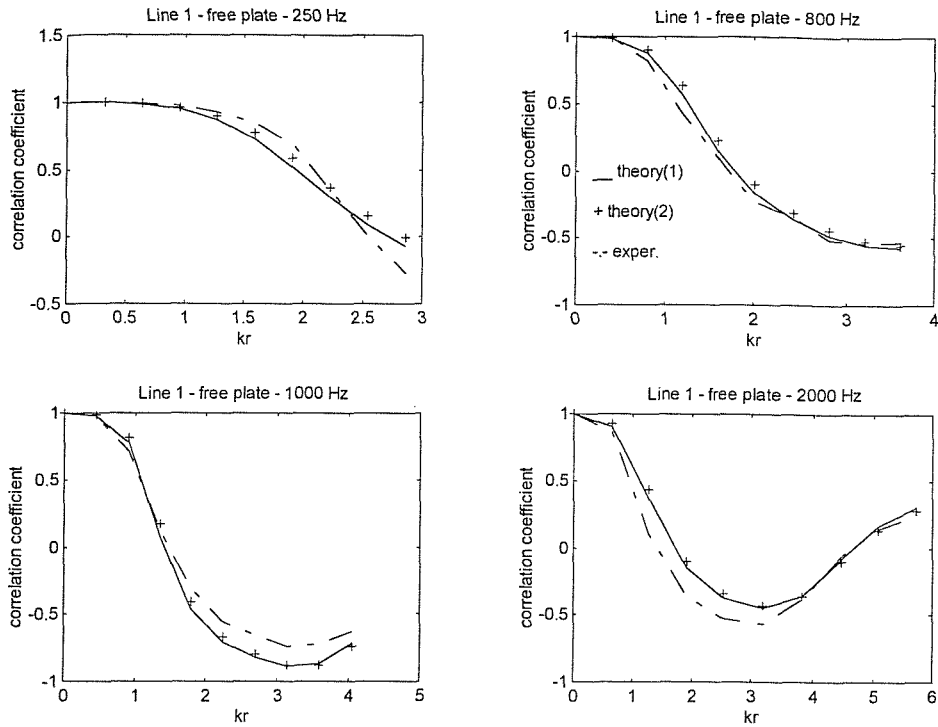 Line 1 - free plate - 250 Hz
1.5
1
0.5
0
-0.5
correlation coefficient
0 0.5 1 1.5 2 2.5 3
kr
Line 1 - free plate - 800 Hz
1
0.5
0
-0.5
-1
correlation coefficient
theory(1)
+ theory(2)
exper.
0 1 2 3 4
kr
Line 1 - free plate - 1000 Hz
1
0.5
0
-0.5
-1
correlation coefficient
0 1 2 3 4 5
kr
Line 1 - free plate - 2000 Hz
1
0.5
0
-0.5
-1
correlation coefficient
0 1 2 3 4 5 6
kr